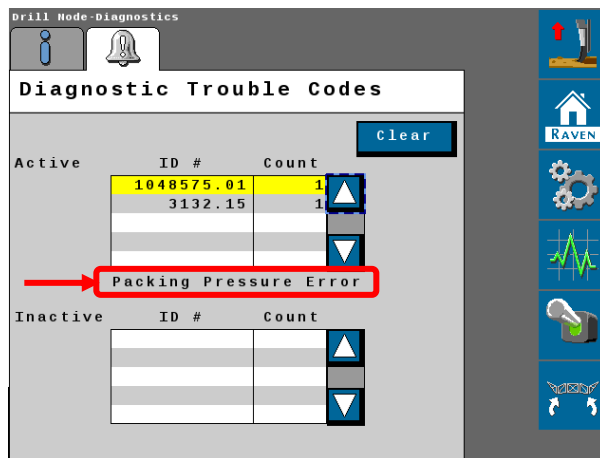 Drill Node-Diagnostics
Diagnostic Trouble Codes
Clear
Active ID # Count
1048575.01 1
3132.15 1
Packing Pressure Error
Inactive ID # Count
RAVEN